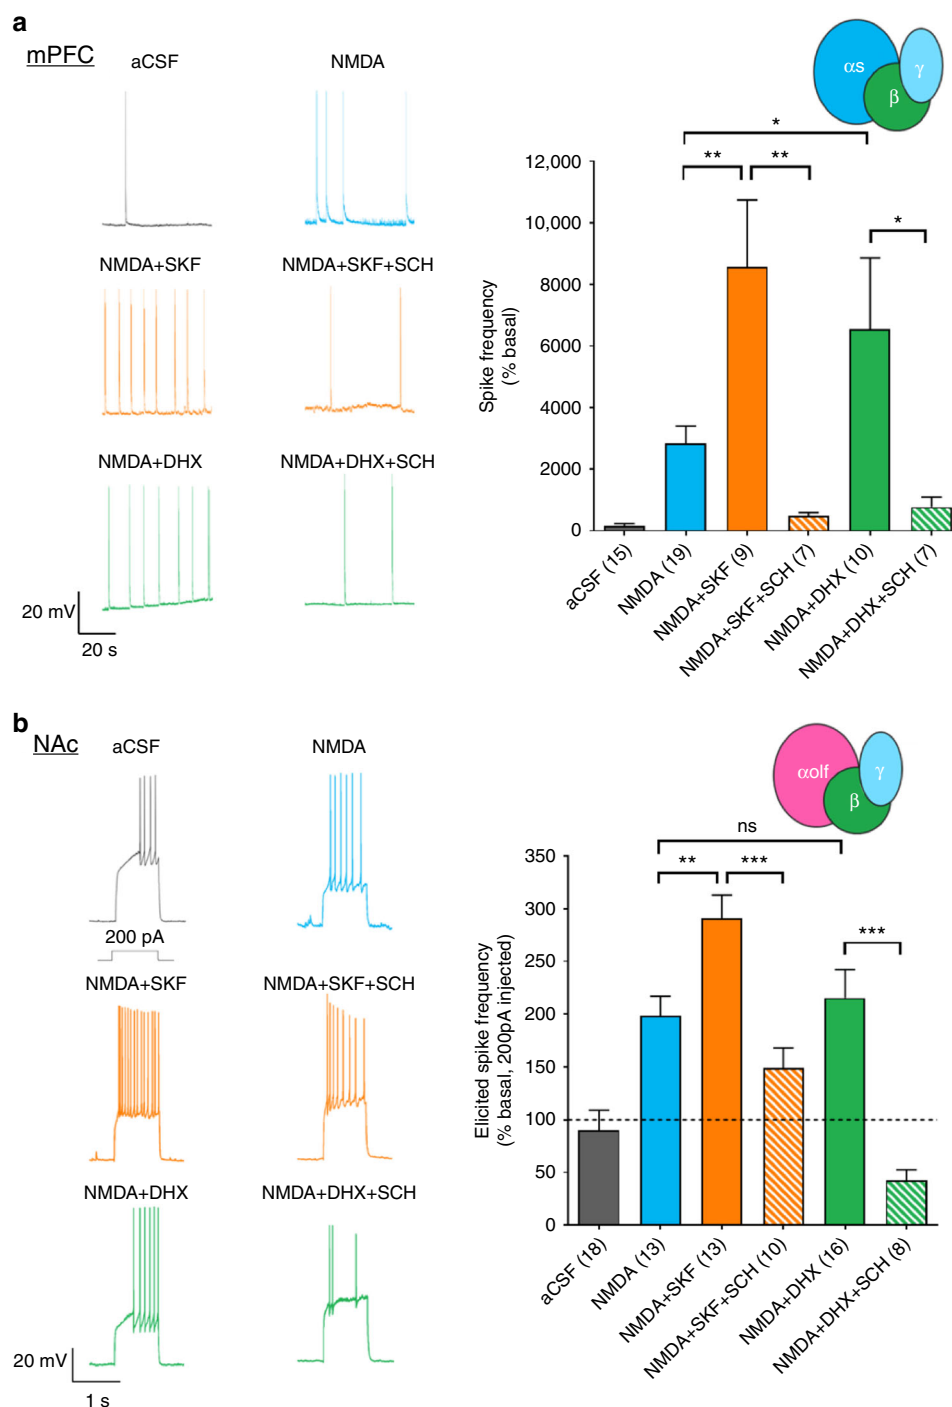 a
mPFC
aCSF
NMDA
NMDA+SKF
NMDA+SKF+SCH
NMDA+DHX
NMDA+DHX+SCH
20 mV
20 s
αs
β
γ
*
**
**
*
12,000
10,000
8000
6000
4000
2000
0
Spike frequency
(% basal)
aCSF (15)
NMDA (19)
NMDA+SKF (9)
NMDA+SKF+SCH (7)
NMDA+DHX (10)
NMDA+DHX+SCH (7)
b
NAc
aCSF
NMDA
200 pA
NMDA+SKF
NMDA+SKF+SCH
NMDA+DHX
NMDA+DHX+SCH
20 mV
1 s
αolf
β
γ
ns
**
***
***
350
300
250
200
150
100
50
0
Elicited spike frequency
(% basal, 200pA injected)
aCSF (18)
NMDA (13)
NMDA+SKF (13)
NMDA+SKF+SCH (10)
NMDA+DHX (16)
NMDA+DHX+SCH (8)